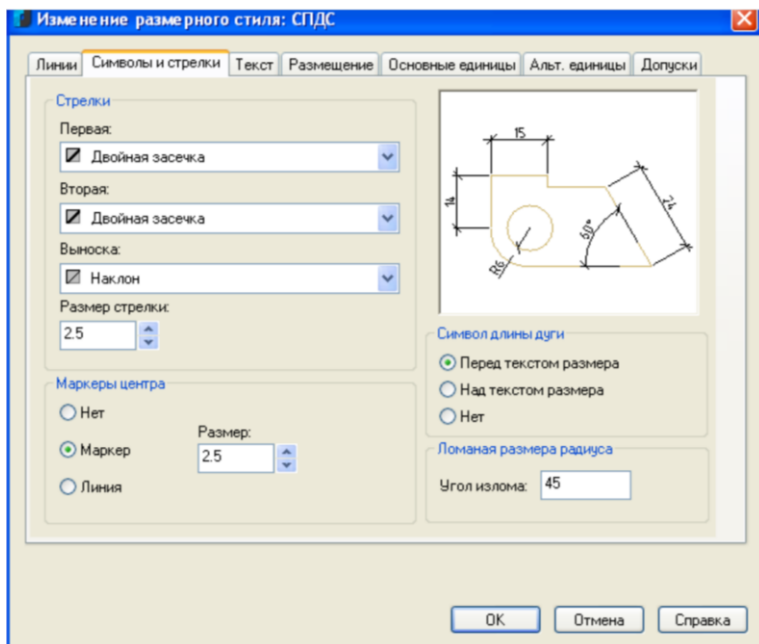 Изменение размерного стиля: СПДС
Линии Символы и стрелки Текст Размещение Основные единицы Альт. единицы Допуски
Стрелки
Первая:
Двойная засечка
Вторая:
Двойная засечка
Выноска:
Наклон
Размер стрелки:
2.5
Маркеры центра
Нет
Маркер
Линия
Размер:
2.5
15
14
24
60°
R6
Символ длины дуги
Перед текстом размера
Над текстом размера
Нет
Ломаная размера радиуса
Угол излома: 45
OK Отмена Справка